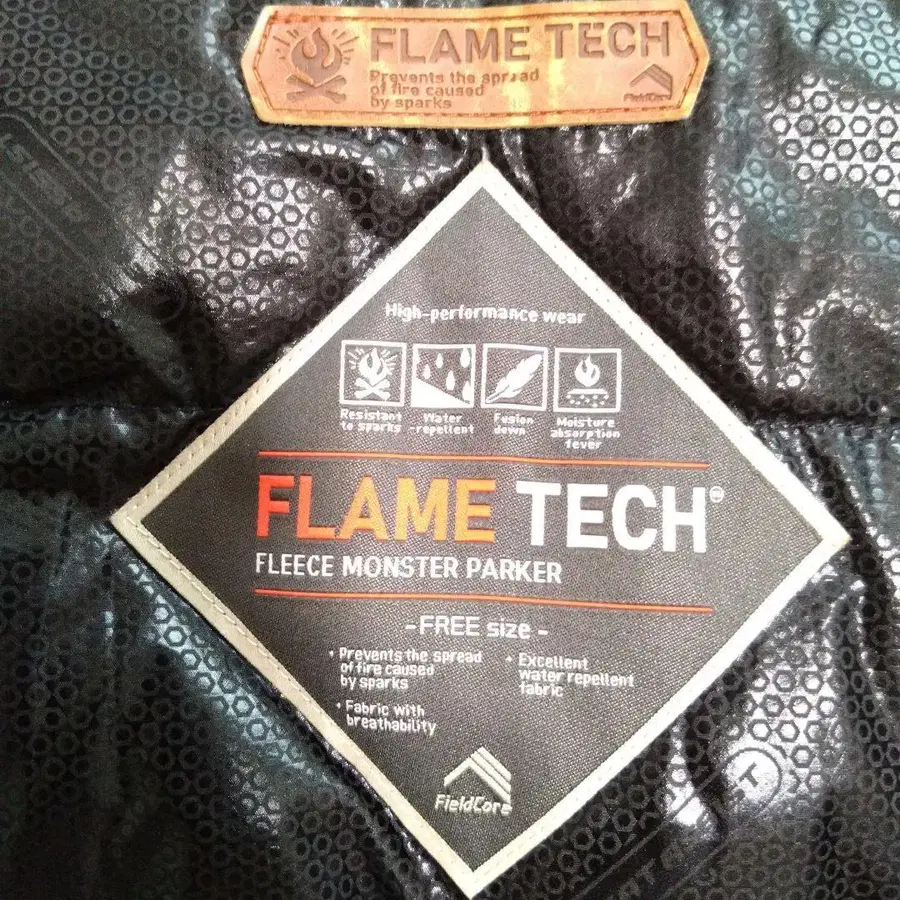 FLAME TECH
Prevents the spread
of fire caused
by sparks
FieldCore
High-performance wear
Resistant
to sparks
Water
-repellent
Fusion
down
Moisture
absorption
fever
FLAME TECH®
FLEECE MONSTER PARKER
-FREE size-
・Prevents the spread
of fire caused
by sparks
・Excellent
water repellent
fabric
・Fabric with
breathability
FieldCore